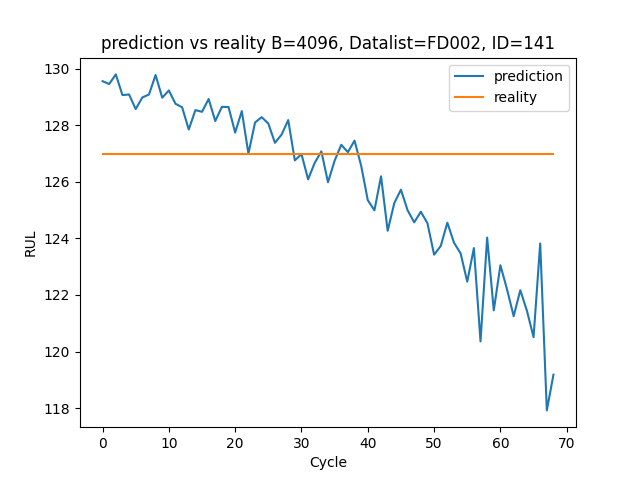 prediction vs reality B=4096, Datalist=FD002, ID=141
prediction
reality
RUL
130
128
126
124
122
120
118
0 10 20 30 40 50 60 70
Cycle